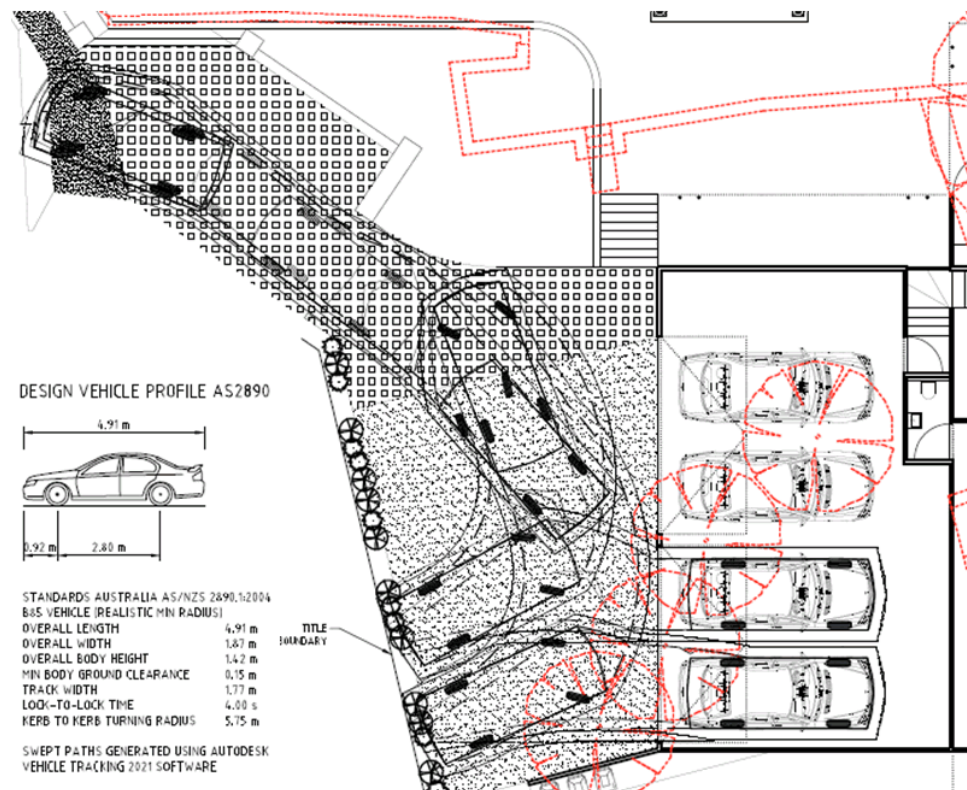 DESIGN VEHICLE PROFILE AS2890
4.91 m
0.92 m 2.80 m
STANDARDS AUSTRALIA AS/NZS 2890.1:2004
B85 VEHICLE (REALISTIC MIN RADIUS)
OVERALL LENGTH 4.91 m
OVERALL WIDTH 1.87 m
OVERALL BODY HEIGHT 1.42 m
MIN BODY GROUND CLEARANCE 0.15 m
TRACK WIDTH 1.77 m
LOCK-TO-LOCK TIME 4.00 s
KERB TO KERB TURNING RADIUS 5.75 m
SWEPT PATHS GENERATED USING AUTODESK
VEHICLE TRACKING 2021 SOFTWARE
TITLE
BOUNDARY